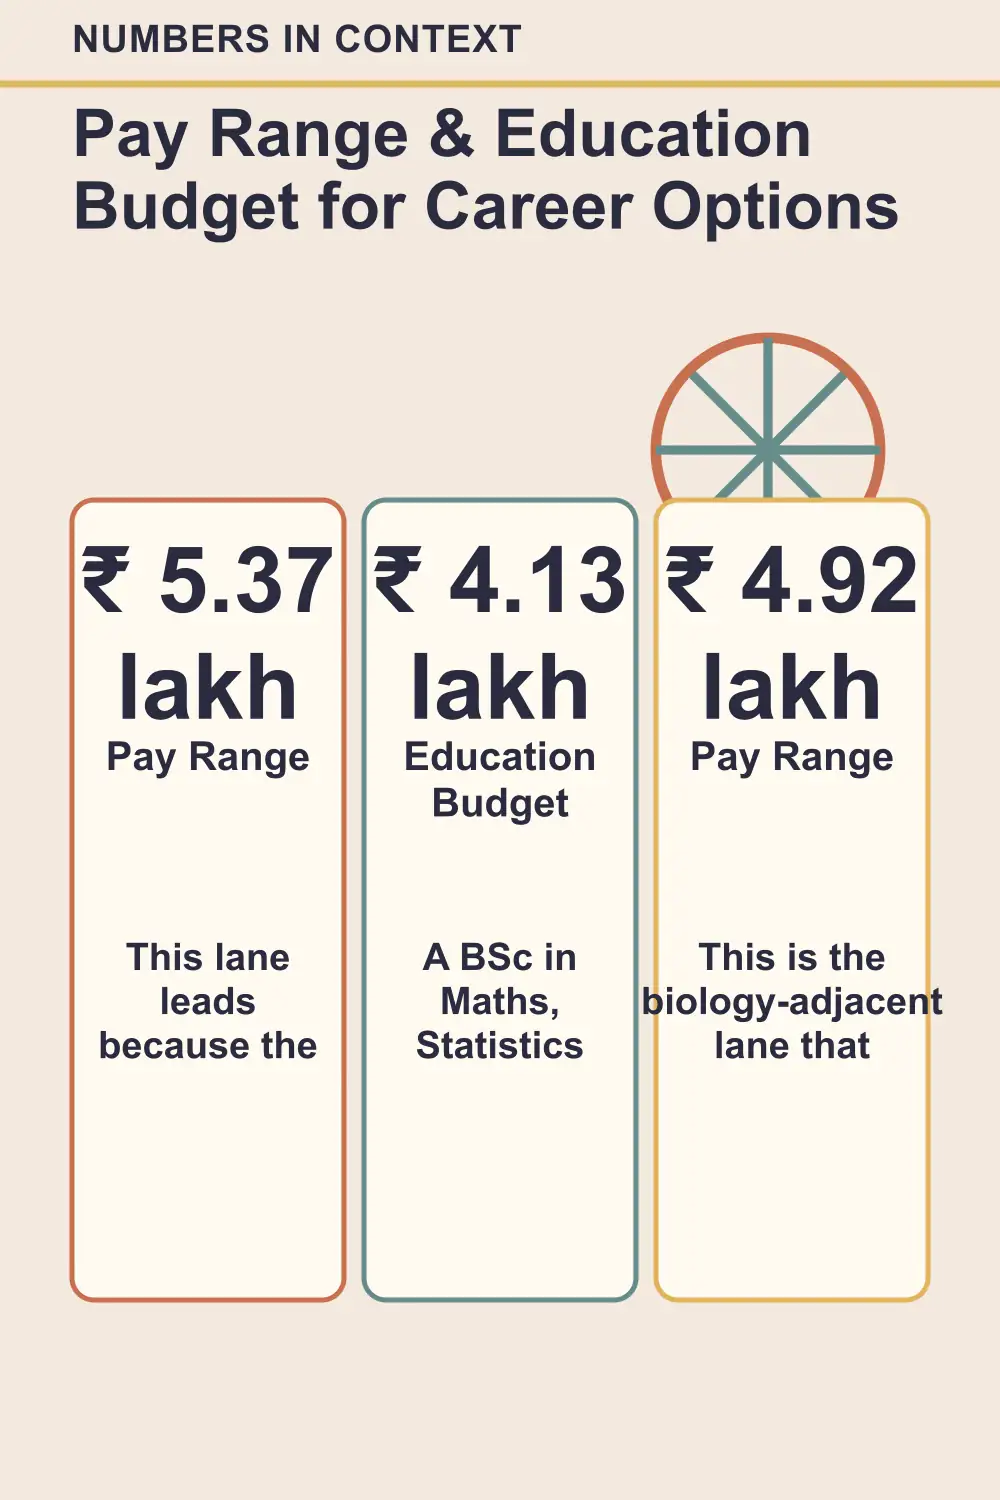 NUMBERS IN CONTEXT
Pay Range & Education
Budget for Career Options
₹ 5.37
lakh
Pay Range
This lane
leads
because the
₹ 4.13
lakh
Education
Budget
A BSc in
Maths,
Statistics
₹ 4.92
lakh
Pay Range
This is the
biology-adjacent
lane that